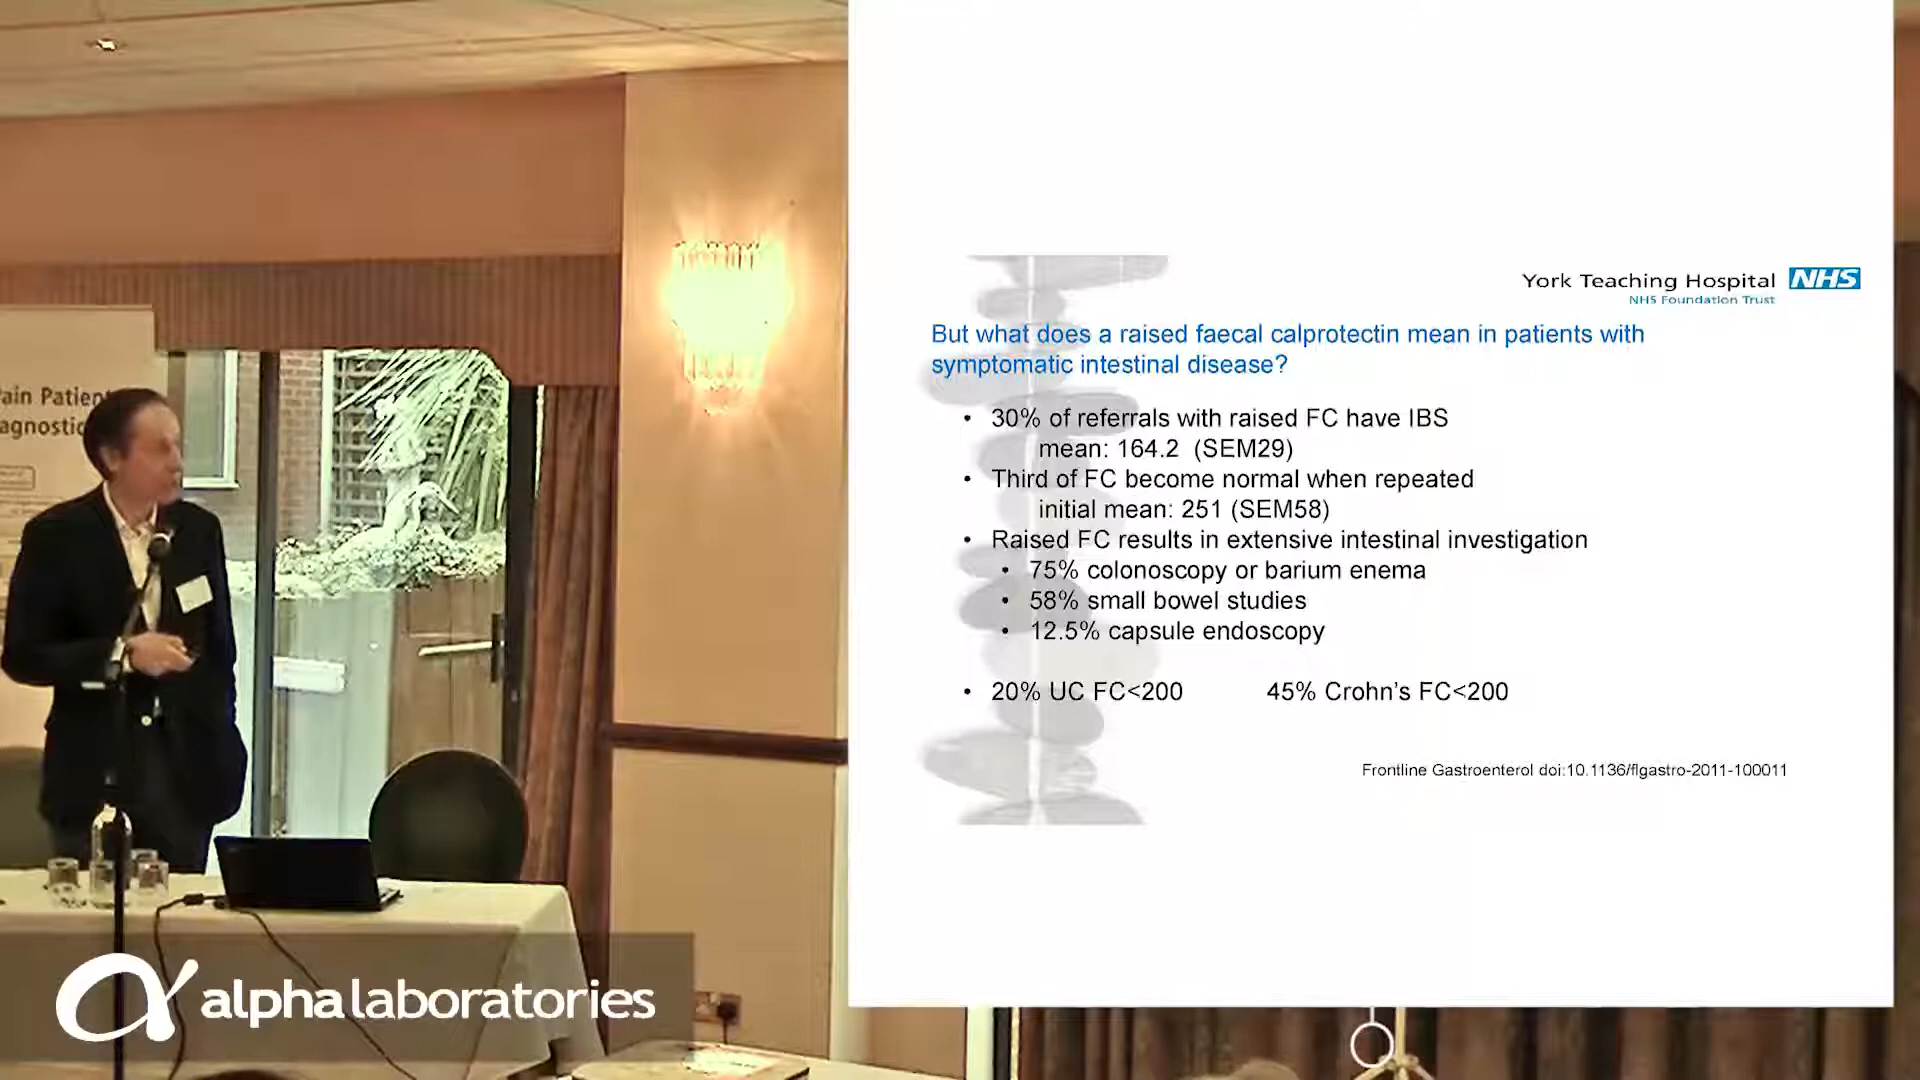 ain Patien
agnostic
York Teaching Hospital NHS
NHS Foundation Trust
But what does a raised faecal calprotectin mean in patients with
symptomatic intestinal disease?
• 30% of referrals with raised FC have IBS
mean: 164.2 (SEM29)
• Third of FC become normal when repeated
initial mean: 251 (SEM58)
• Raised FC results in extensive intestinal investigation
• 75% colonoscopy or barium enema
• 58% small bowel studies
• 12.5% capsule endoscopy
• 20% UC FC<200 45% Crohn's FC<200
Frontline Gastroenterol doi:10.1136/flgastro-2011-100011
alphalaboratories